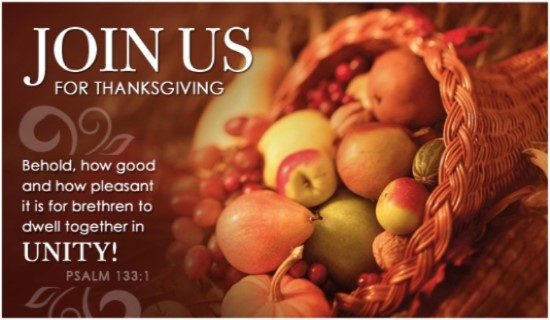 JOIN US
FOR THANKSGIVING
Behold, how good
and how pleasant
it is for brethren to
dwell together in
UNITY!
PSALM 133:1